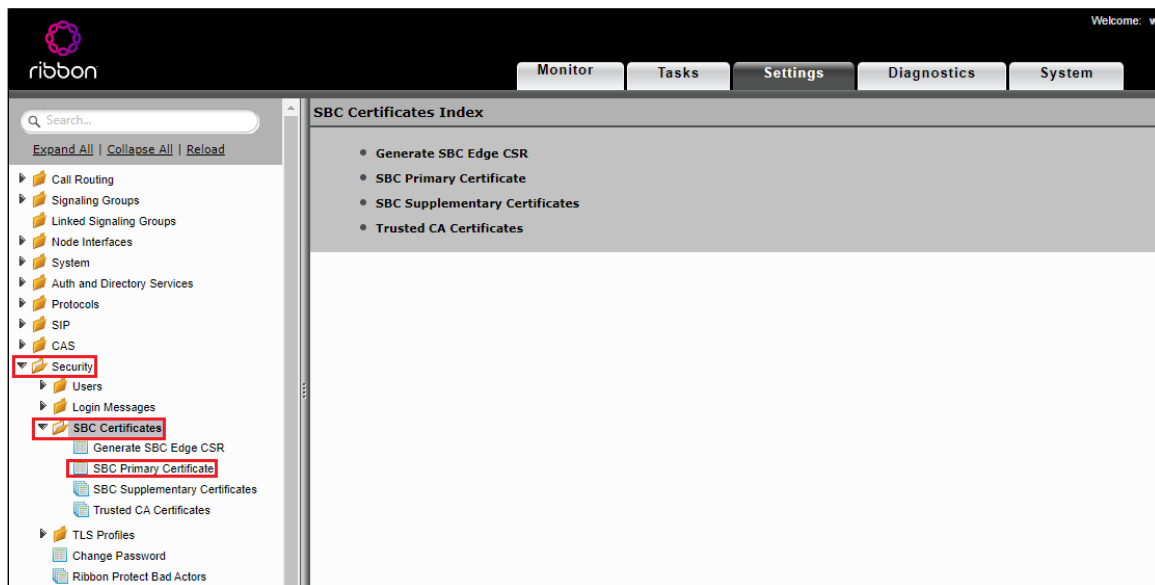 Welcome:
ribbon
Monitor
Tasks
Settings
Diagnostics
System
Search...
Expand All | Collapse All | Reload
Call Routing
Signaling Groups
Linked Signaling Groups
Node Interfaces
System
Auth and Directory Services
Protocols
SIP
CAS
Security
Users
Login Messages
SBC Certificates
Generate SBC Edge CSR
SBC Primary Certificate
SBC Supplementary Certificates
Trusted CA Certificates
TLS Profiles
Change Password
Ribbon Protect Bad Actors
SBC Certificates Index
Generate SBC Edge CSR
SBC Primary Certificate
SBC Supplementary Certificates
Trusted CA Certificates